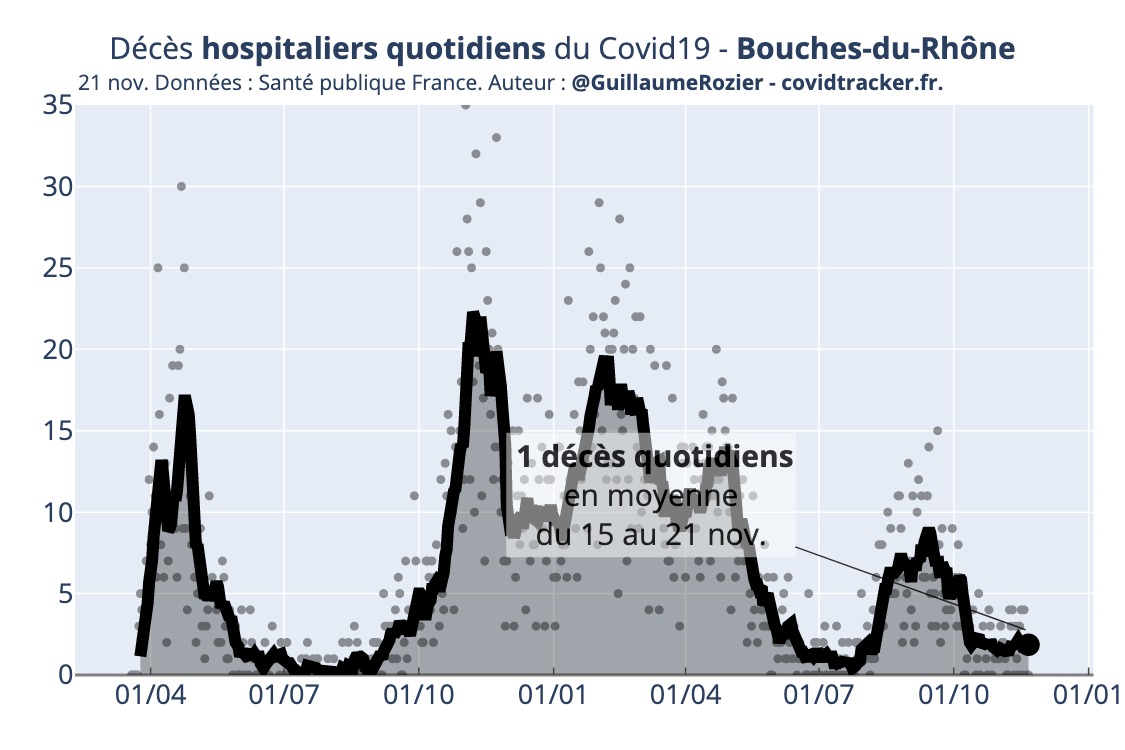 Décès hospitaliers quotidiens du Covid19 - Bouches-du-Rhône
21 nov. Données : Santé publique France. Auteur : @GuillaumeRozier - covidtracker.fr.
35
30
25
20
15
10
5
0
1 décès quotidiens
en moyenne
du 15 au 21 nov.
01/04 01/07 01/10 01/01 01/04 01/07 01/10 01/01